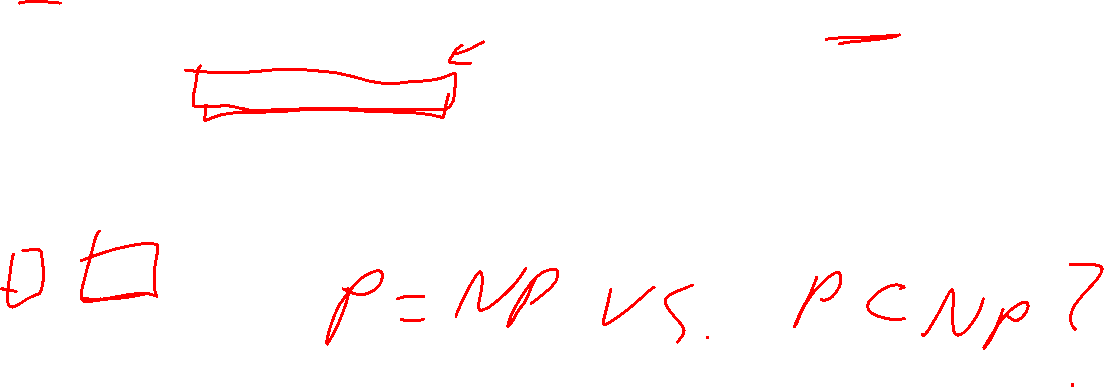 P = NP vs. P ⊂ NP ?